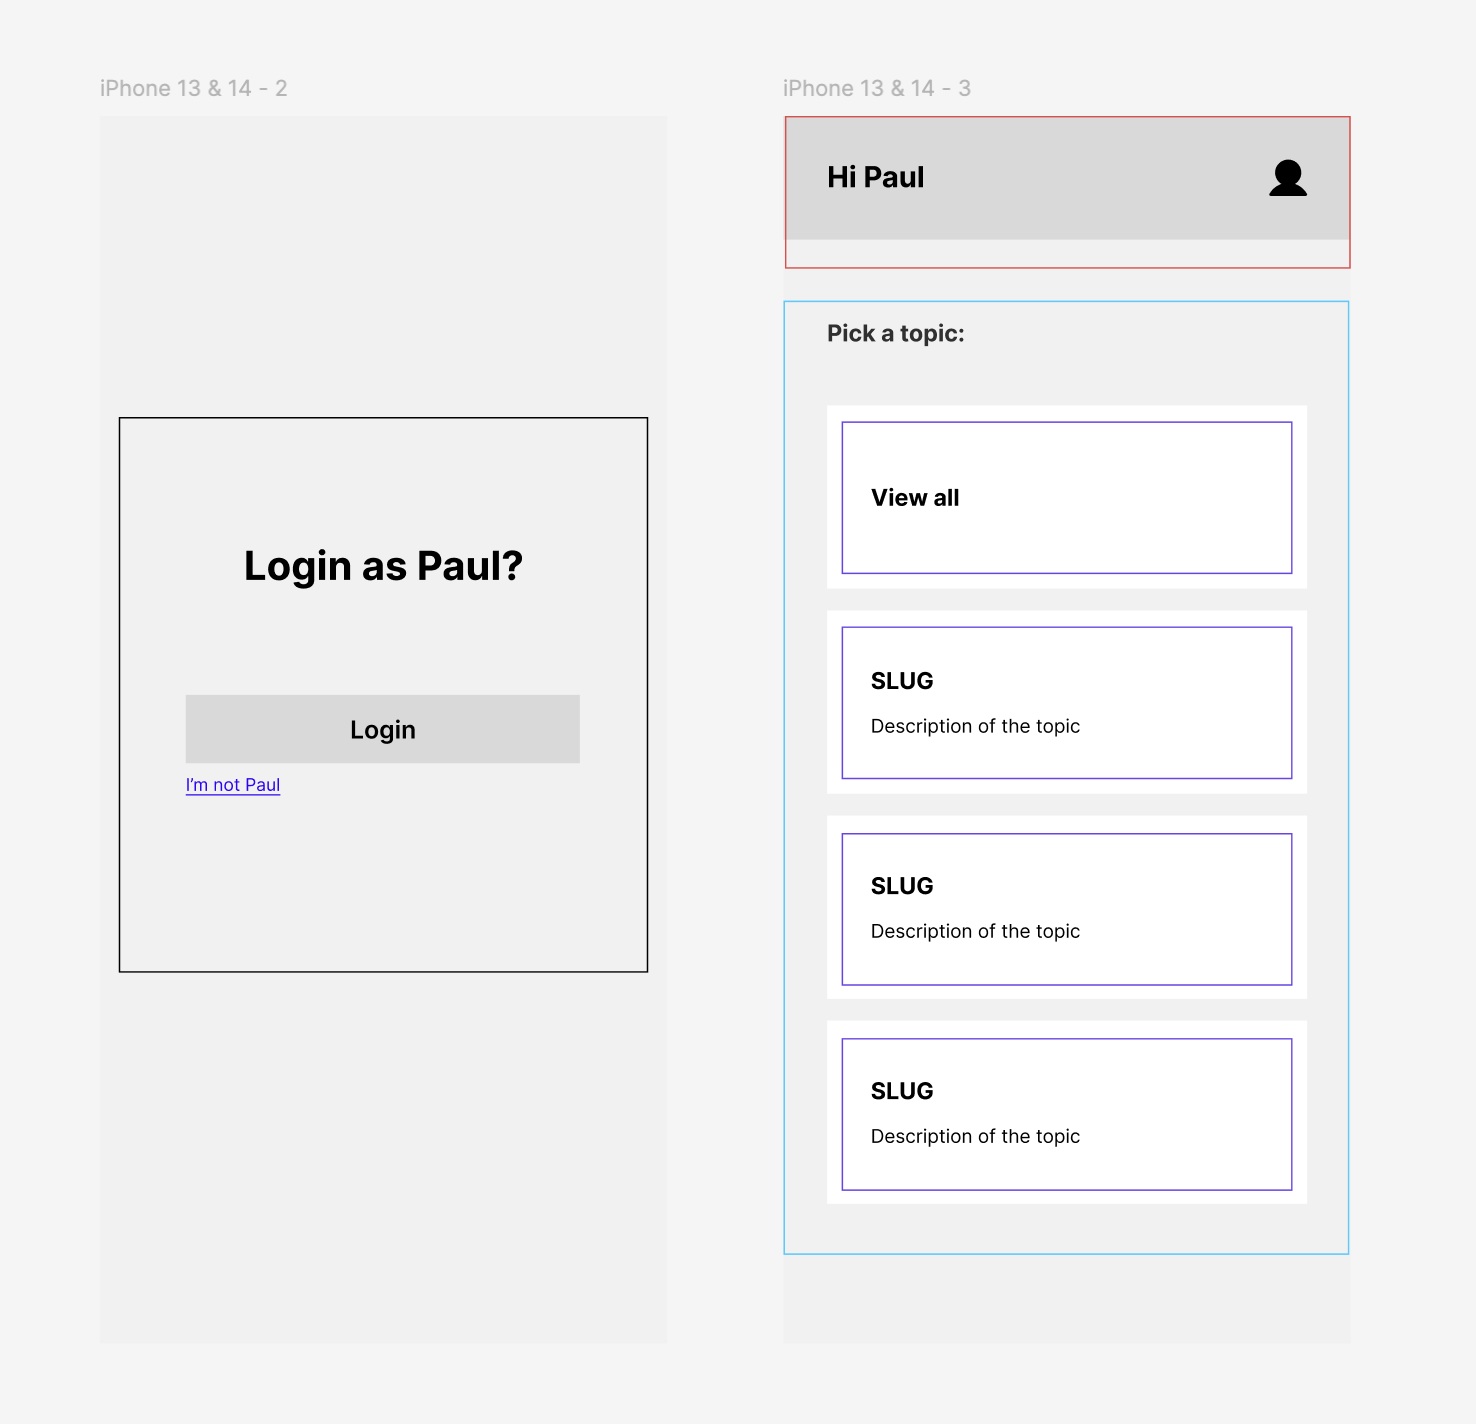 iPhone 13 & 14 - 2
Login as Paul?
Login
I’m not Paul
iPhone 13 & 14 - 3
Hi Paul
Pick a topic:
View all
SLUG
Description of the topic
SLUG
Description of the topic
SLUG
Description of the topic